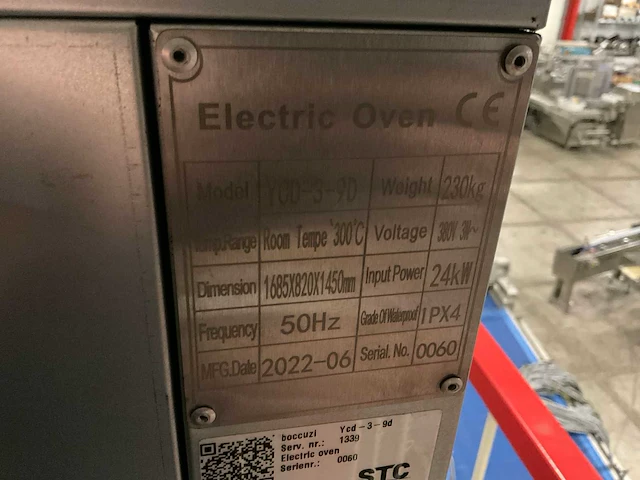 Electric Oven CE
Model YCD-3-9D Weight 230kg
Temp.Range Room Tempe~300℃ Voltage 380V 3N~
Dimension 1685X820X1450mm Input Power 24kW
Frequency 50Hz Grade Of Waterproof IPX4
MFG.Date 2022-06 Serial. No. 0060
boccuzi Ycd-3-9d
Serv. nr.: 1339
Electric oven
Serienr.: 0060
STC